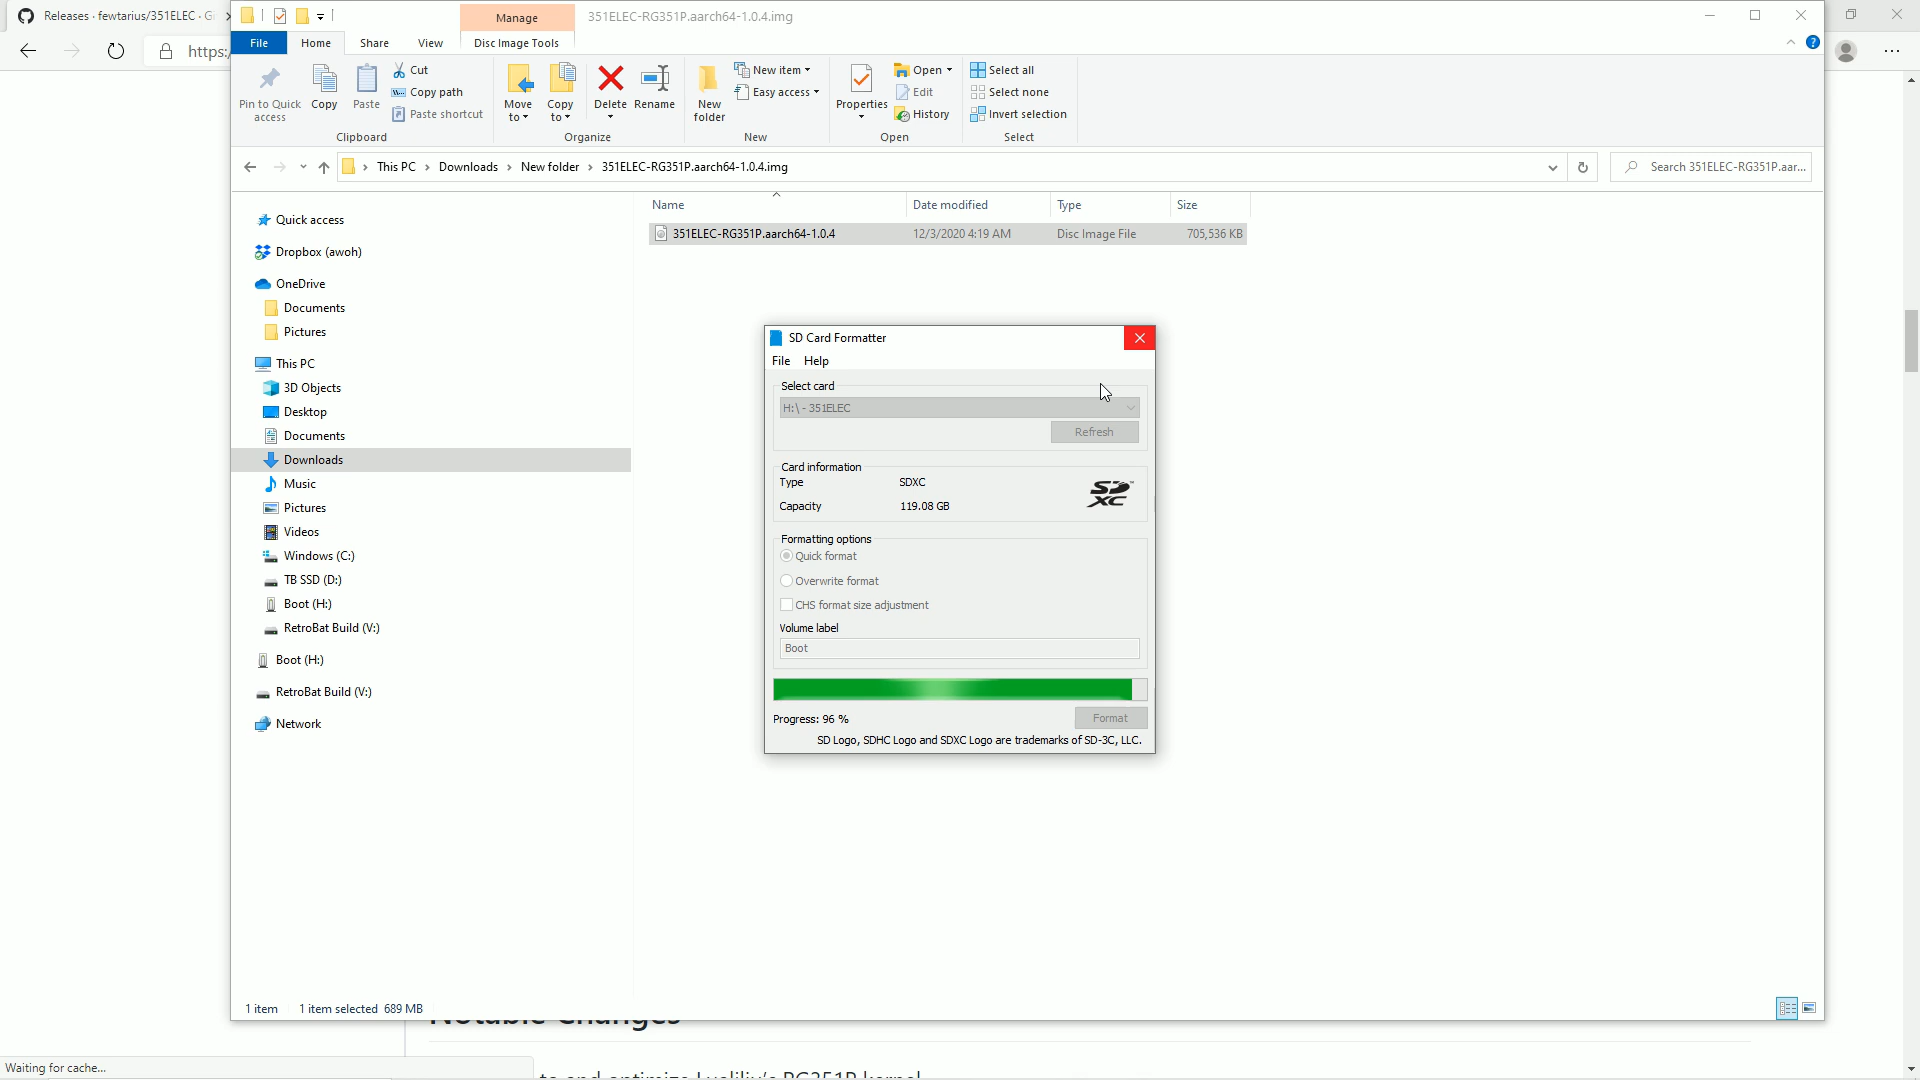 Releases · fewtarius/351ELEC · G
https:/
Manage
351ELEC-RG351P.aarch64-1.0.4.img
File
Home
Share
View
Disc Image Tools
Pin to Quick access
Copy
Paste
Cut
Copy path
Paste shortcut
Clipboard
Move to
Copy to
Delete
Rename
Organize
New folder
New item
Easy access
New
Properties
Open
Edit
History
Open
Select all
Select none
Invert selection
Select
This PC > Downloads > New folder > 351ELEC-RG351P.aarch64-1.0.4.img
Search 351ELEC-RG351P.aar...
Name
Date modified
Type
Size
351ELEC-RG351P.aarch64-1.0.4
12/3/2020 4:19 AM
Disc Image File
705,536 KB
Quick access
Dropbox (awoh)
OneDrive
Documents
Pictures
This PC
3D Objects
Desktop
Documents
Downloads
Music
Pictures
Videos
Windows (C:)
TB SSD (D:)
Boot (H:)
RetroBat Build (V:)
Boot (H:)
RetroBat Build (V:)
Network
SD Card Formatter
File Help
Select card
H:\ - 351ELEC
Refresh
Card information
Type SDXC
Capacity 119.08 GB
SD XC ™
Formatting options
Quick format
Overwrite format
CHS format size adjustment
Volume label
Boot
Progress: 96 %
Format
SD Logo, SDHC Logo and SDXC Logo are trademarks of SD-3C, LLC.
1 item
1 item selected 689 MB
Notable Changes
Waiting for cache...